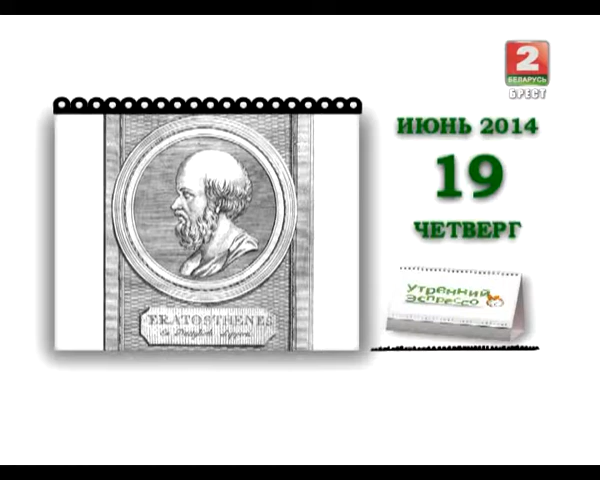 2
БЕЛАРУСЬ
БРЕСТ
ИЮНЬ 2014
19
ЧЕТВЕРГ
УТРЕННИЙ
ЭСПРЕССО
ERATOSTHENES